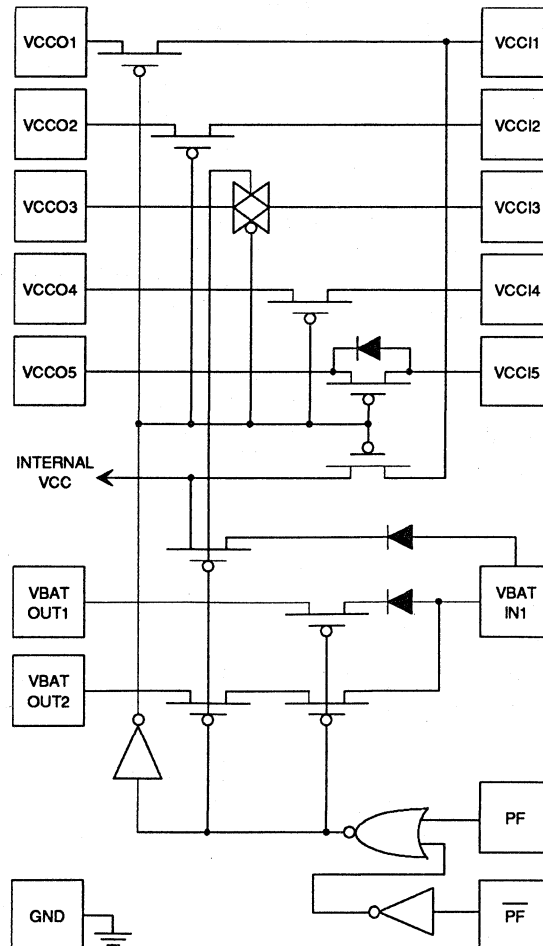 VCCO1
VCCI1
VCCO2
VCCI2
VCCO3
VCCI3
VCCO4
VCCI4
VCCO5
VCCI5
INTERNAL
VCC
VBAT
OUT1
VBAT
IN1
VBAT
OUT2
PF
GND
P̅F̅